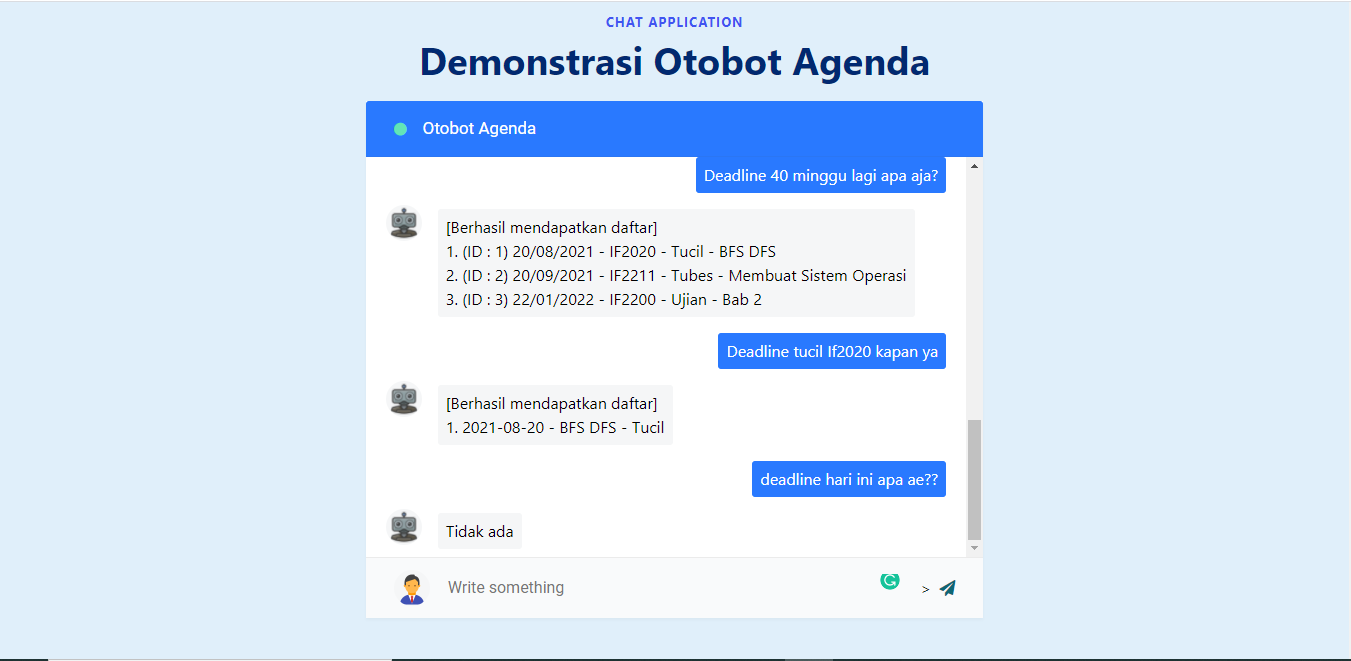 CHAT APPLICATION
Demonstrasi Otobot Agenda
Otobot Agenda
Deadline 40 minggu lagi apa aja?
[Berhasil mendapatkan daftar]
1. (ID : 1) 20/08/2021 - IF2020 - Tucil - BFS DFS
2. (ID : 2) 20/09/2021 - IF2211 - Tubes - Membuat Sistem Operasi
3. (ID : 3) 22/01/2022 - IF2200 - Ujian - Bab 2
Deadline tucil If2020 kapan ya
[Berhasil mendapatkan daftar]
1. 2021-08-20 - BFS DFS - Tucil
deadline hari ini apa ae??
Tidak ada
Write something
>